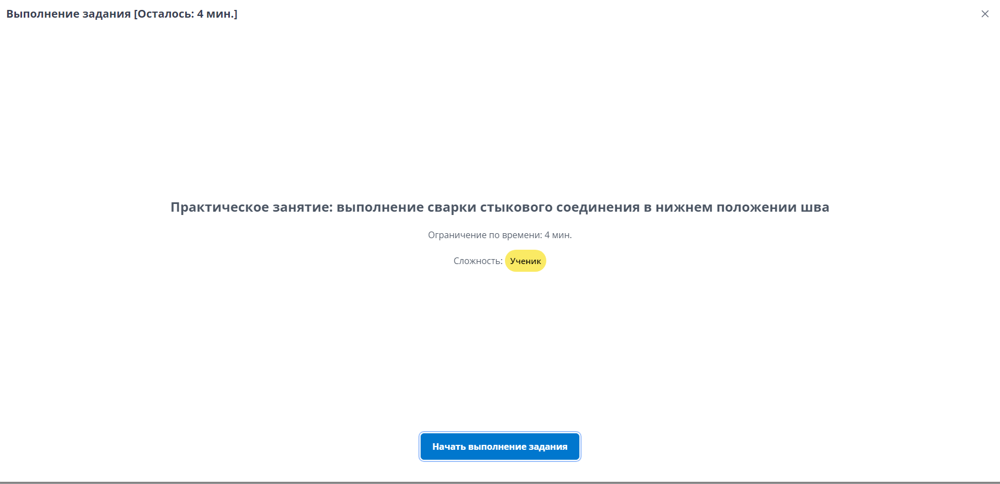 Выполнение задания [Осталось: 4 мин.]
Практическое занятие: выполнение сварки стыкового соединения в нижнем положении шва
Ограничение по времени: 4 мин.
Сложность: Ученик
Начать выполнение задания